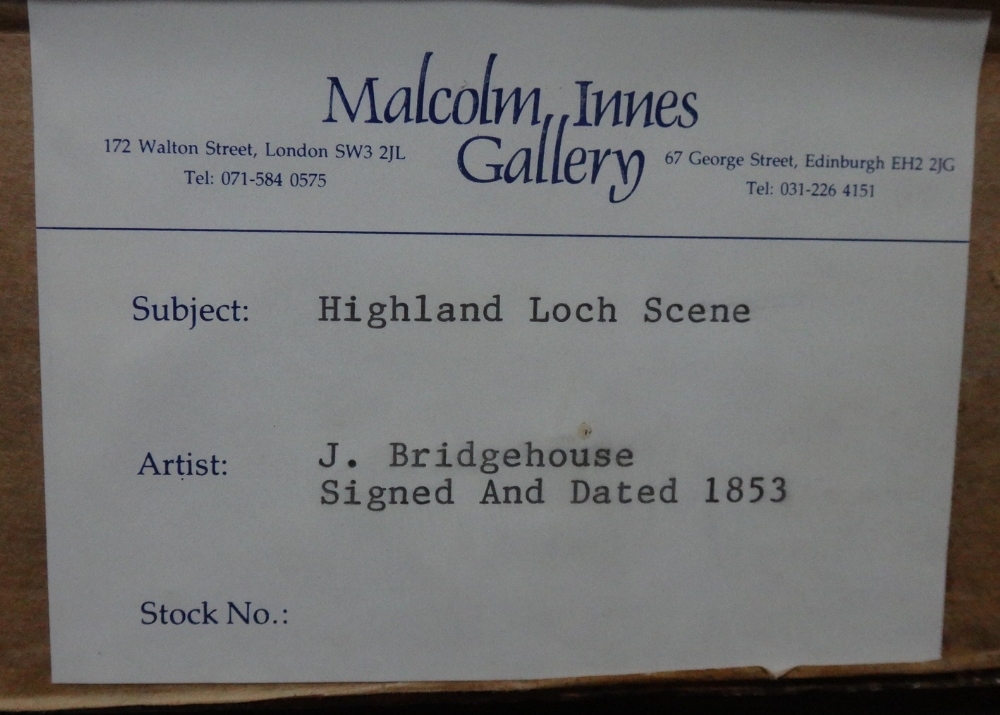 Malcolm Innes
Gallery
172 Walton Street, London SW3 2JL
Tel: 071-584 0575
67 George Street, Edinburgh EH2 2JG
Tel: 031-226 4151
Subject: Highland Loch Scene
Artist: J. Bridgehouse
Signed And Dated 1853
Stock No.: